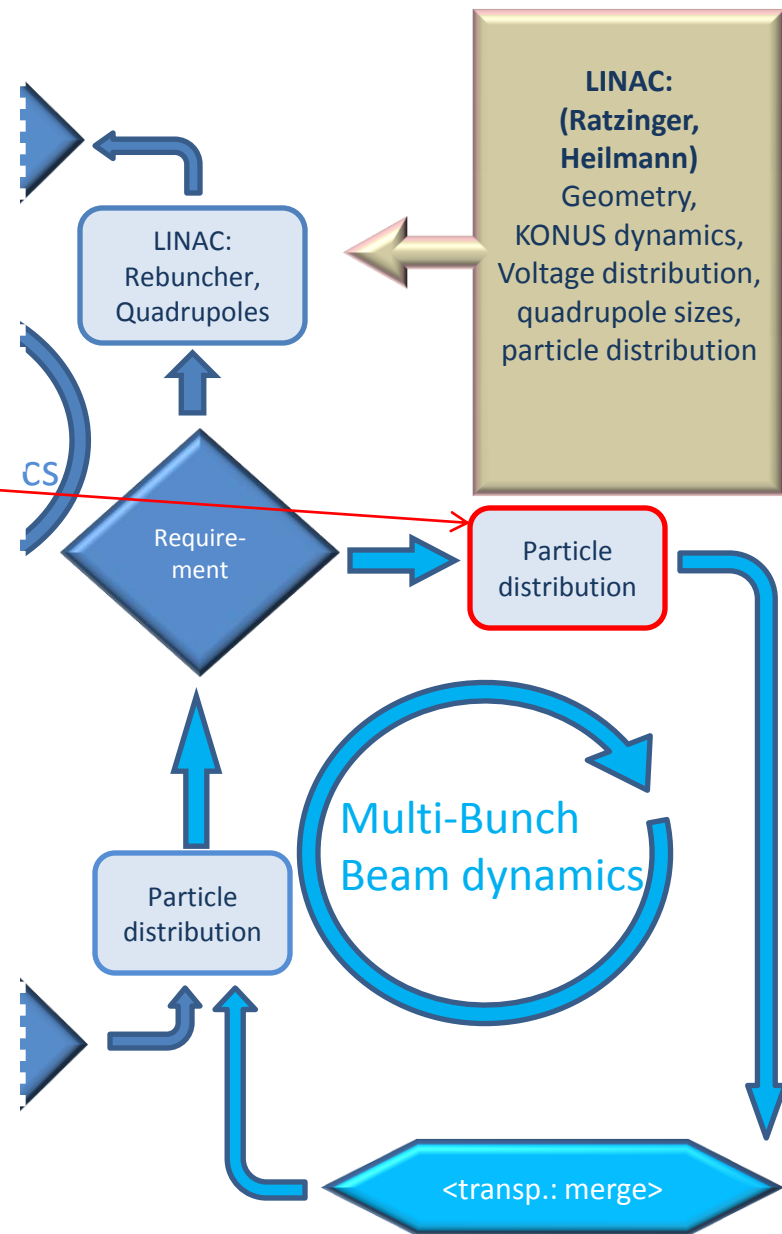 LINAC:
(Ratzinger,
Heilmann)
Geometry,
KONUS dynamics,
Voltage distribution,
quadrupole sizes,
particle distribution
LINAC:
Rebuncher,
Quadrupoles
cs
Require-
ment
Particle
distribution
Multi-Bunch
Beam dynamics
Particle
distribution
<transp.: merge>